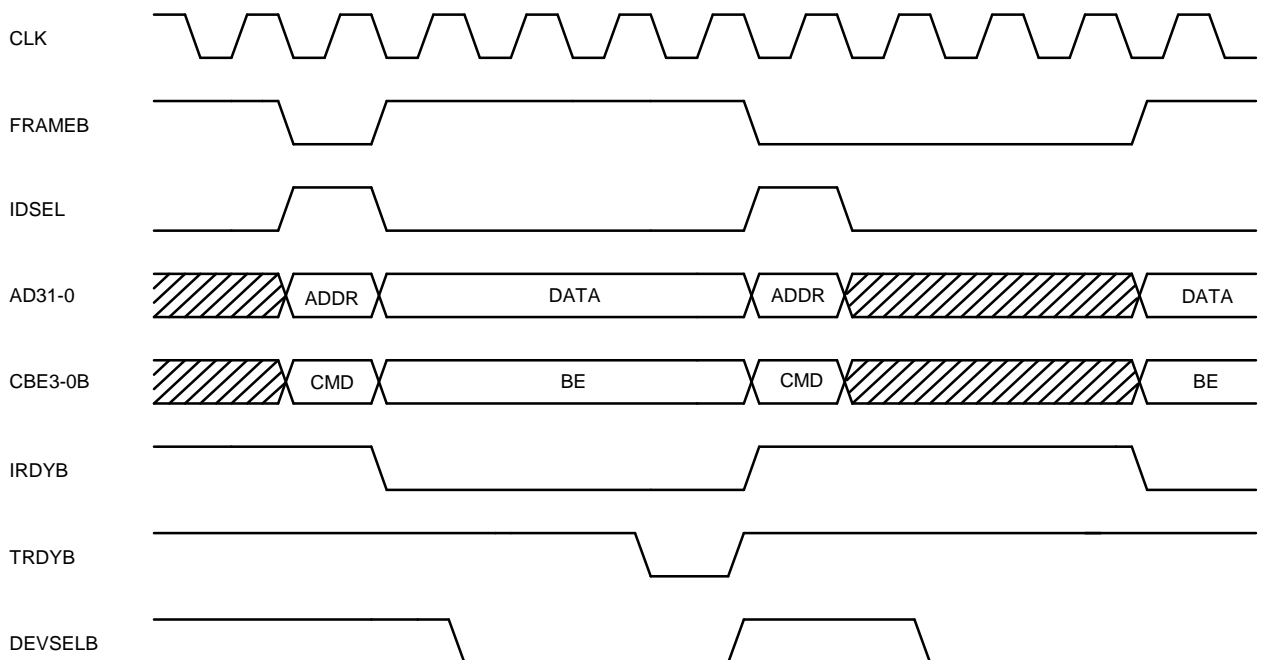 CLK
FRAMEB
IDSEL
AD31-0 ADDR DATA ADDR DATA
CBE3-0B CMD BE CMD BE
IRDYB
TRDYB
DEVSELB